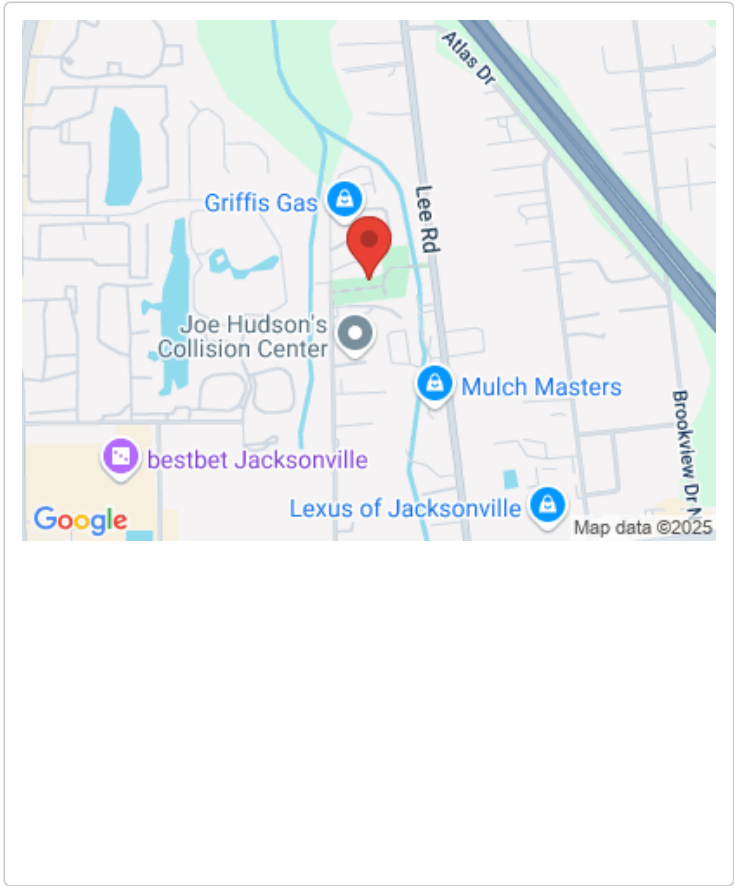 Atlas Dr
Griffis Gas
Lee Rd
Joe Hudson's
Collision Center
Mulch Masters
Brookview Dr N
bestbet Jacksonville
Lexus of Jacksonville
Google
Map data ©2025